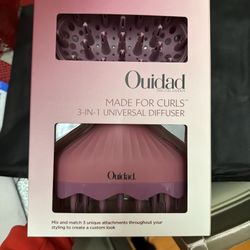 Ouidad
MADE FOR CURLS™
3-IN-1 UNIVERSAL DIFFUSER
Ouidad.
Mix and match 3 unique attachments throughout your
styling to create a custom look